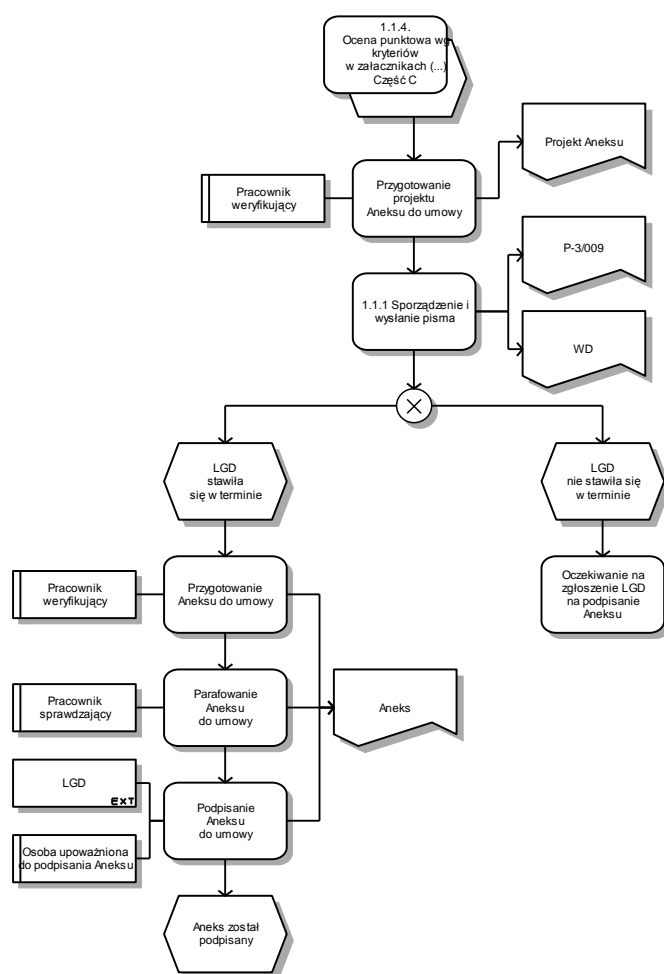 1.1.4.
Ocena punktowa wg
kryteriów
w załacznikach (...)
Część C
Projekt Aneksu
Pracownik
weryfikujący
Przygotowanie
projektu
Aneksu do umowy
P-3/009
1.1.1 Sporządzenie i
wysłanie pisma
WD
LGD
stawiła
się w terminie
LGD
nie stawiła się
w terminie
Pracownik
weryfikujący
Przygotowanie
Aneksu do umowy
Oczekiwanie na
zgłoszenie LGD
na podpisanie
Aneksu
Pracownik
sprawdzający
Parafowanie
Aneksu
do umowy
Aneks
LGD
EXT
Podpisanie
Aneksu
do umowy
Osoba upoważniona
do podpisania Aneksu
Aneks został
podpisany